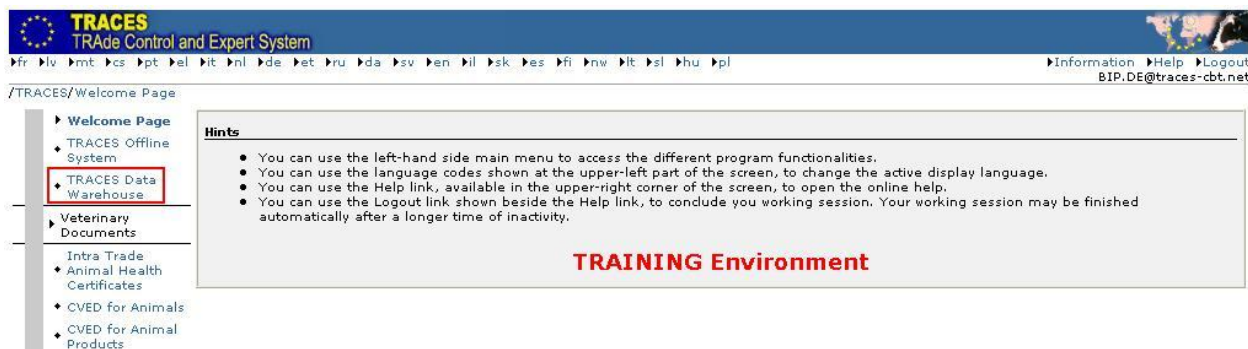 TRACES
TRAde Control and Expert System
fr lv mt cs pt el it nl de et ru da sv en il sk es fi nw lt sl hu pl
Information Help Logout
BIP.DE@traces-cbt.net
/TRACES/Welcome Page
Welcome Page
TRACES Offline
System
TRACES Data
Warehouse
Veterinary
Documents
Intra Trade
Animal Health
Certificates
CVED for Animals
CVED for Animal
Products
Hints
You can use the left-hand side main menu to access the different program functionalities.
You can use the language codes shown at the upper-left part of the screen, to change the active display language.
You can use the Help link, available in the upper-right corner of the screen, to open the online help.
You can use the Logout link shown beside the Help link, to conclude you working session. Your working session may be finished
automatically after a longer time of inactivity.
TRAINING Environment